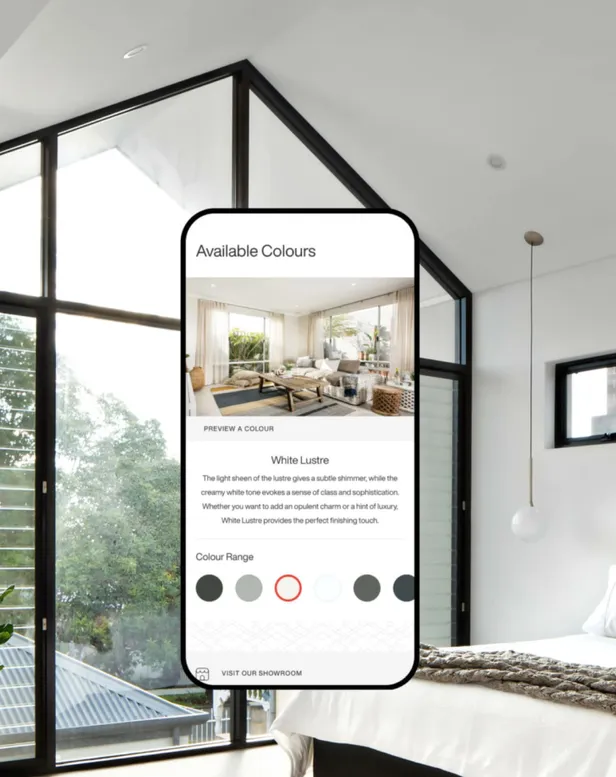 Available Colours
PREVIEW A COLOUR
White Lustre
The light sheen of the lustre gives a subtle shimmer, while the
creamy white tone evokes a sense of class and sophistication.
Whether you want to add an opulent charm or a hint of luxury,
White Lustre provides the perfect finishing touch.
Colour Range
VISIT OUR SHOWROOM